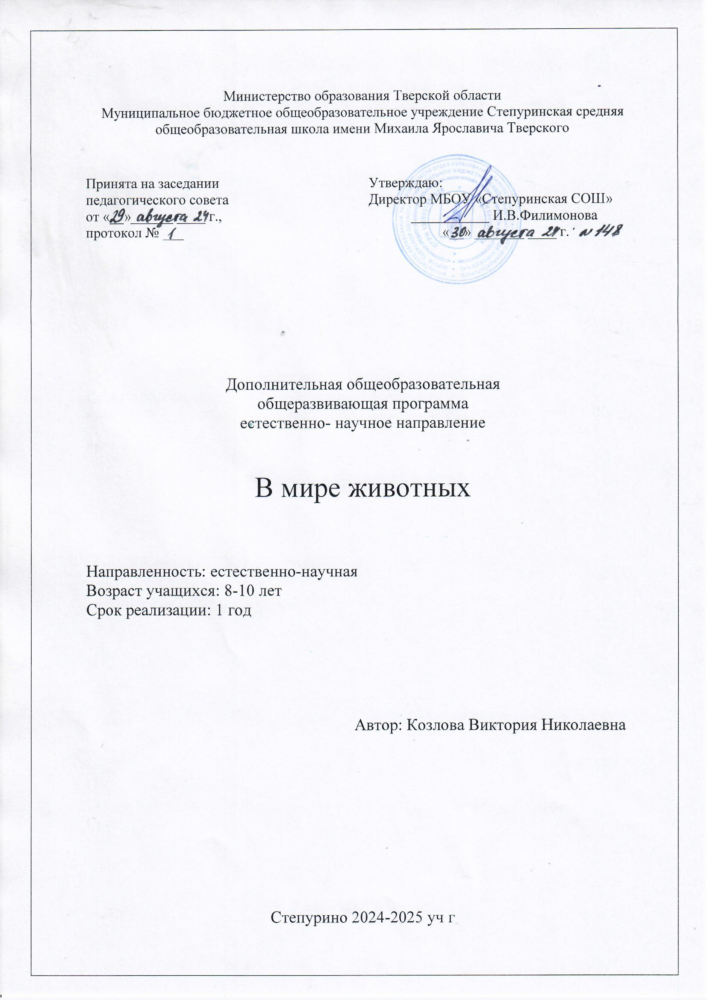 Министерство образования Тверской области
Муниципальное бюджетное общеобразовательное учреждение Степуринская средняя
общеобразовательная школа имени Михаила Ярославича Тверского
Принята на заседании
педагогического совета
от «29» августа 24г.,
протокол № 1
Утверждаю:
Директор МБОУ «Степуринская СОШ»
И.В.Филимонова
«30» августа 24г. №148
Дополнительная общеобразовательная
общеразвивающая программа
естественно- научное направление
В мире животных
Направленность: естественно-научная
Возраст учащихся: 8-10 лет
Срок реализации: 1 год
Автор: Козлова Виктория Николаевна
Степурино 2024-2025 уч г